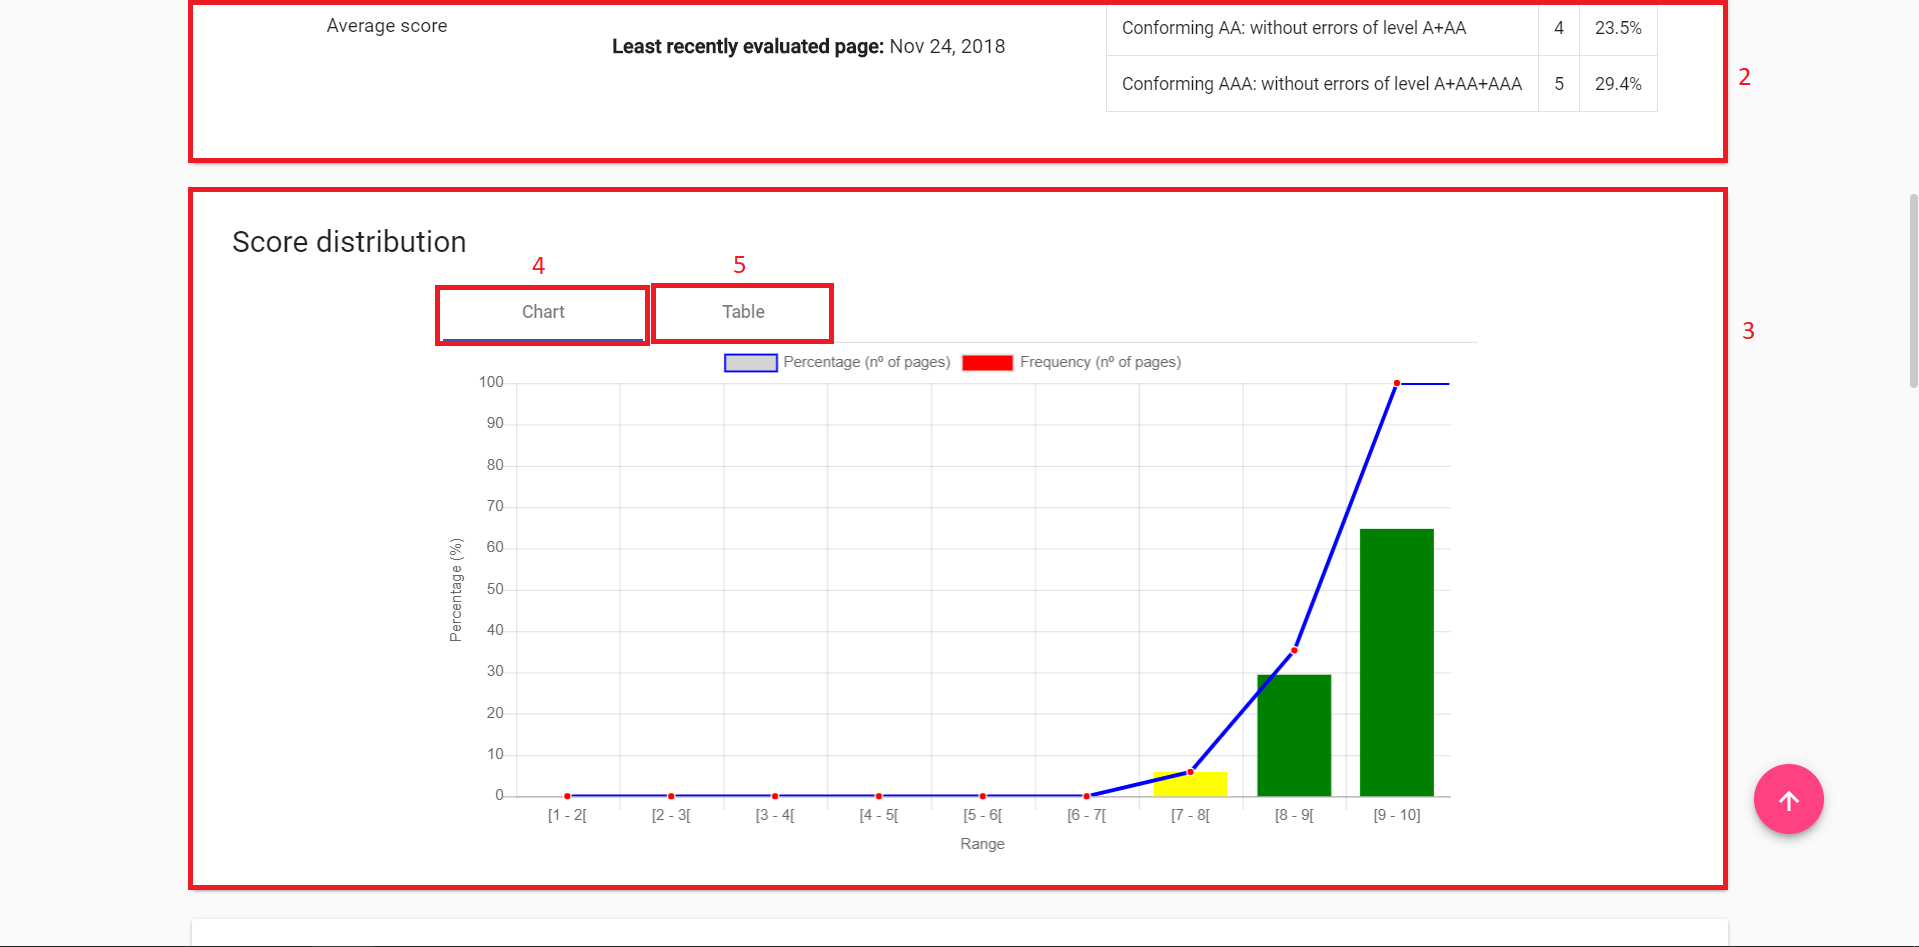 Average score
Least recently evaluated page: Nov 24, 2018
Conforming AA: without errors of level A+AA 4 23.5%
Conforming AAA: without errors of level A+AA+AAA 5 29.4%
2
Score distribution
4 5
Chart Table
3
Percentage (nº of pages) Frequency (nº of pages)
100
90
80
70
60
50
40
30
20
10
0
Percentage (%)
[1 - 2[ [2 - 3[ [3 - 4[ [4 - 5[ [5 - 6[ [6 - 7[ [7 - 8[ [8 - 9[ [9 - 10]
Range